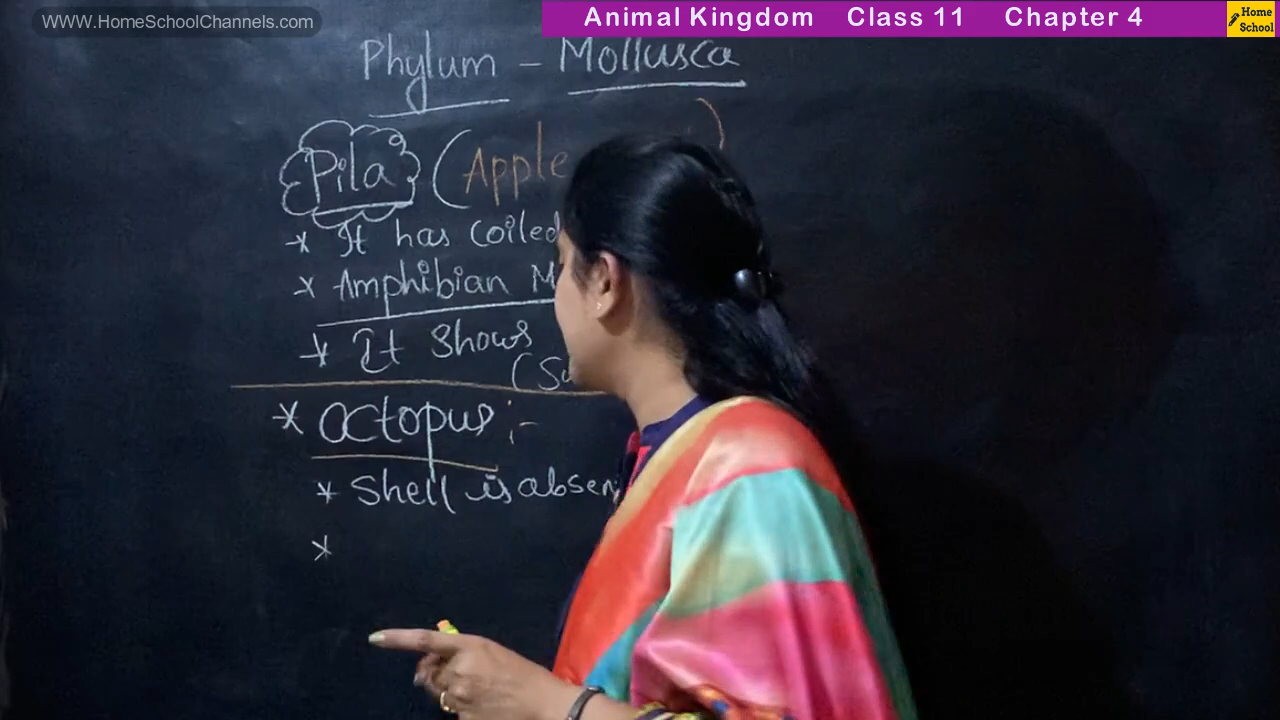 WWW.HomeSchoolChannels.com
Animal Kingdom Class 11 Chapter 4
Home School
Phylum - Mollusca
Pila (Apple )
* It has coiled
* Amphibian
* It Shows
* Octopus :-
* Shell is absen
*